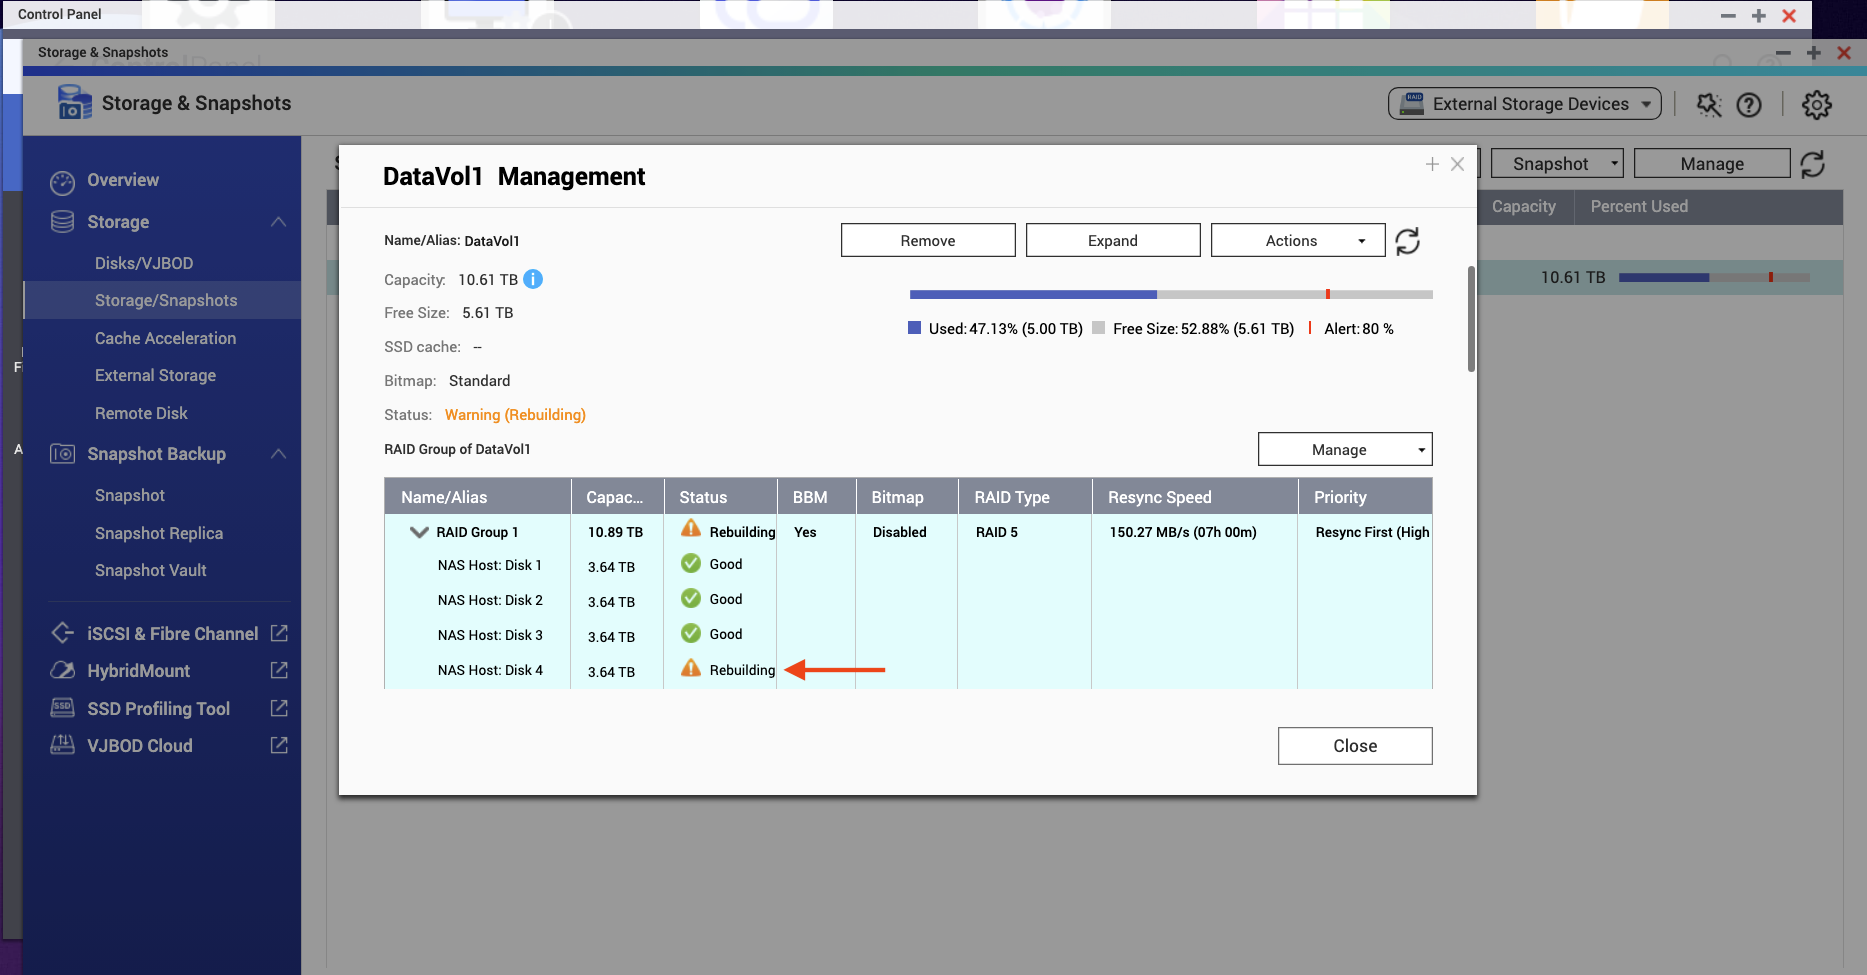 Control Panel
Storage & Snapshots
ControlPanel
Storage & Snapshots
RAID
External Storage Devices
Overview
Storage
Disks/VJBOD
Storage/Snapshots
Cache Acceleration
External Storage
Remote Disk
Snapshot Backup
Snapshot
Snapshot Replica
Snapshot Vault
iSCSI & Fibre Channel
HybridMount
SSD
SSD Profiling Tool
VJBOD Cloud
Snapshot
Manage
Capacity
Percent Used
10.61 TB
DataVol1 Management
Name/Alias: DataVol1
Remove
Expand
Actions
Capacity: 10.61 TB
Free Size: 5.61 TB
Used: 47.13% (5.00 TB)
Free Size: 52.88% (5.61 TB)
Alert: 80 %
SSD cache: --
Bitmap: Standard
Status: Warning (Rebuilding)
RAID Group of DataVol1
Manage
Name/Alias Capac... Status BBM Bitmap RAID Type Resync Speed Priority
RAID Group 1 10.89 TB Rebuilding Yes Disabled RAID 5 150.27 MB/s (07h 00m) Resync First (High
NAS Host: Disk 1 3.64 TB Good
NAS Host: Disk 2 3.64 TB Good
NAS Host: Disk 3 3.64 TB Good
NAS Host: Disk 4 3.64 TB Rebuilding
Close